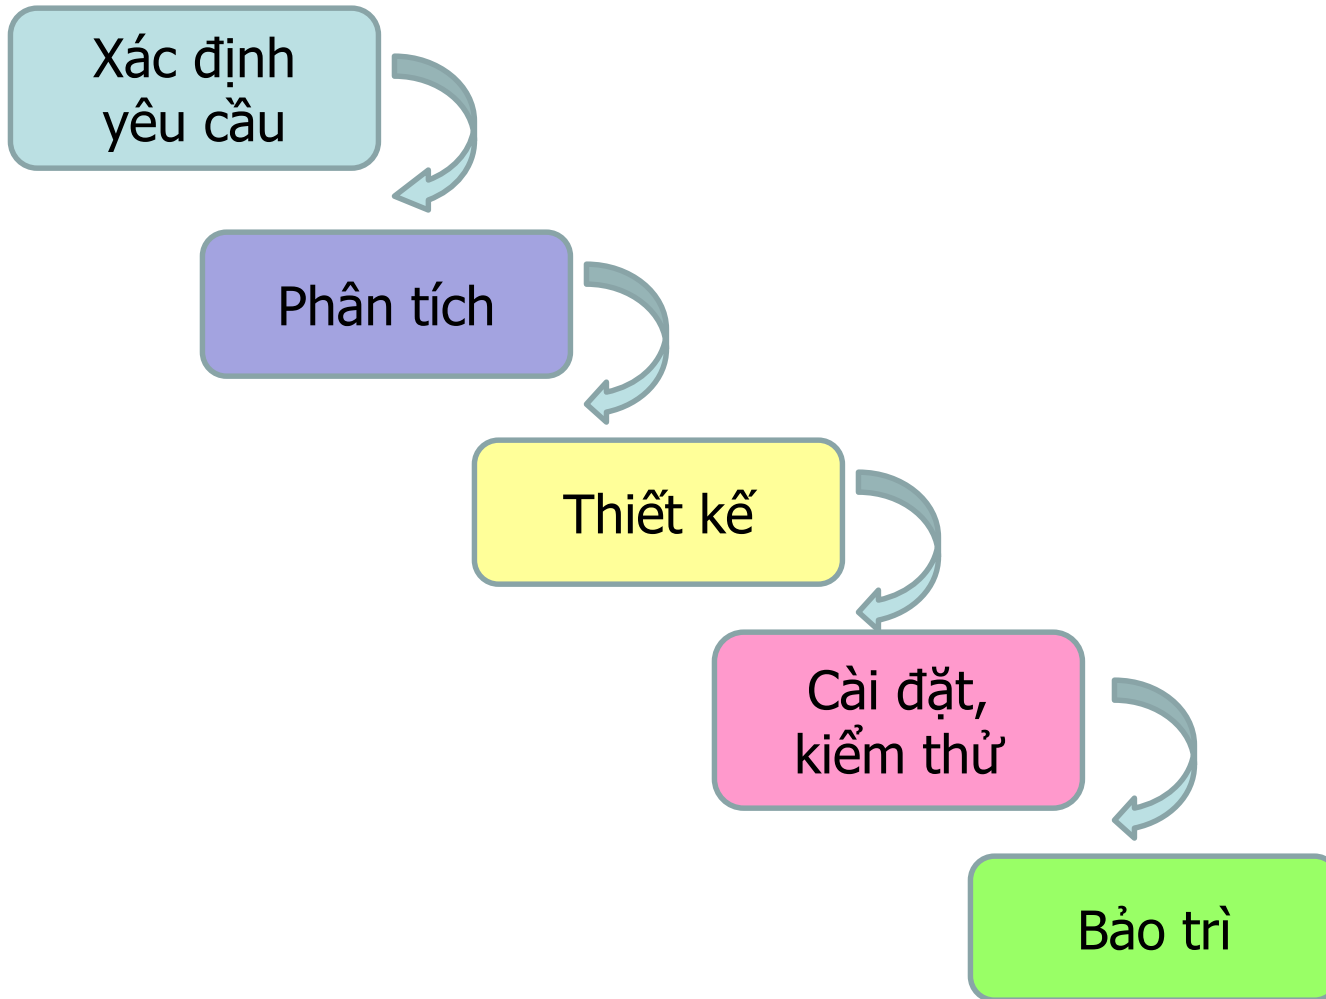 Xác định
yêu cầu
Phân tích
Thiết kế
Cài đặt,
kiểm thử
Bảo trì